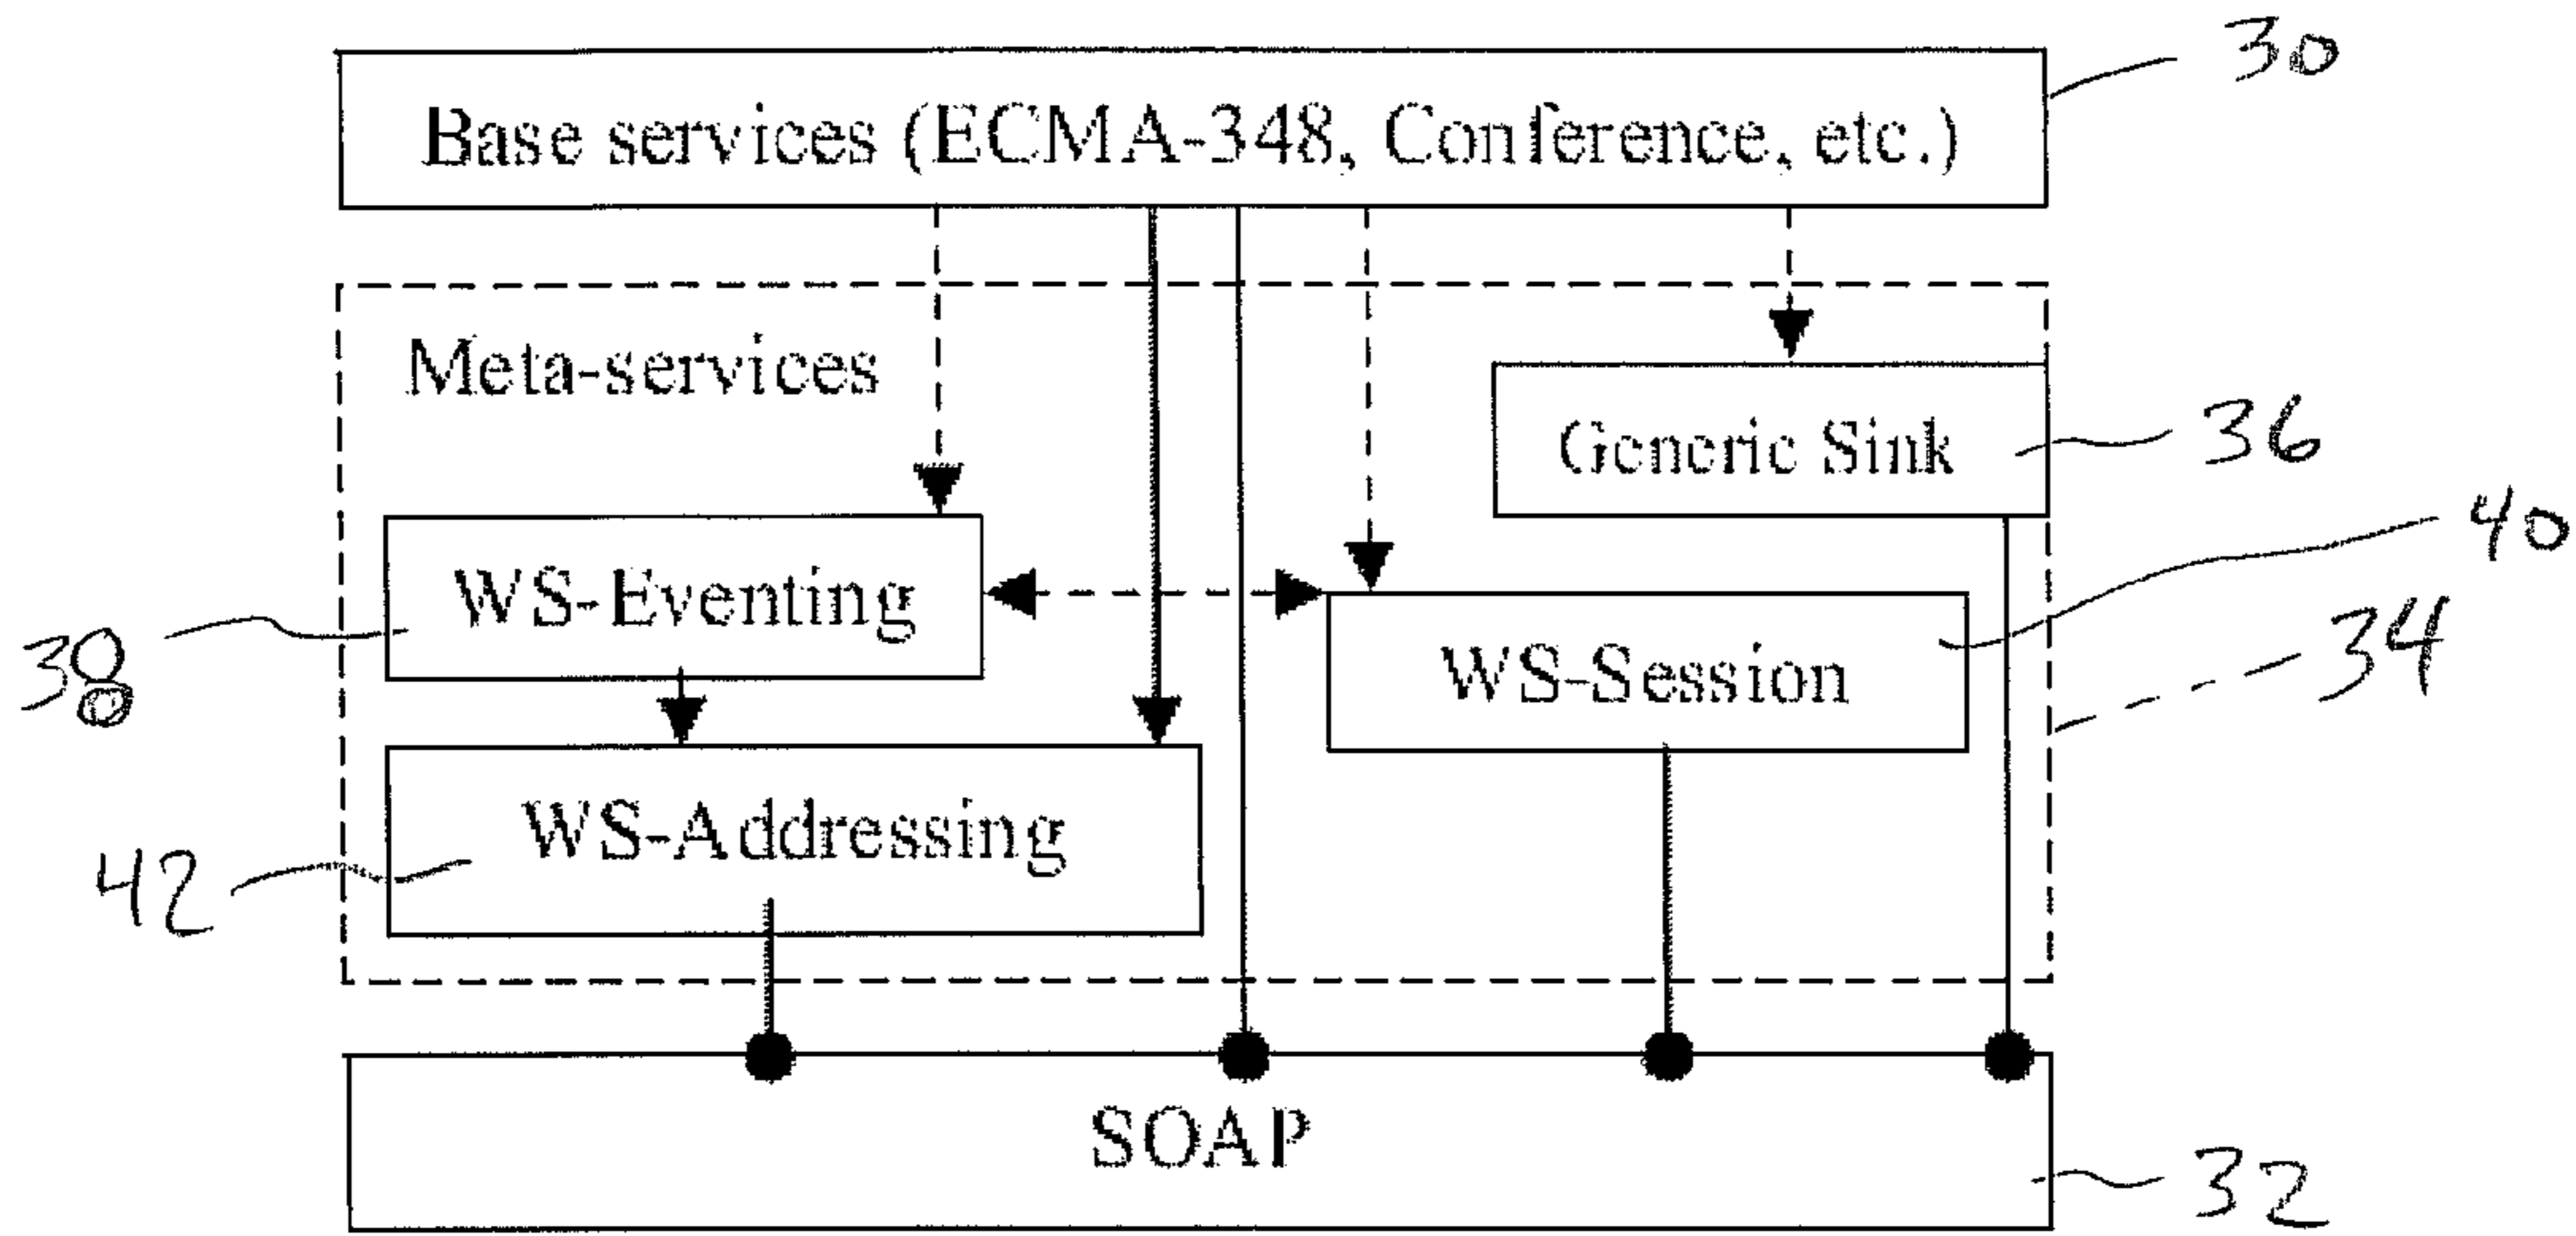 30
Base services (ECMA-348, Conference, etc.)
Meta-services
Generic Sink
36
40
WS-Eventing
38
WS-Session
34
WS-Addressing
42
SOAP
32